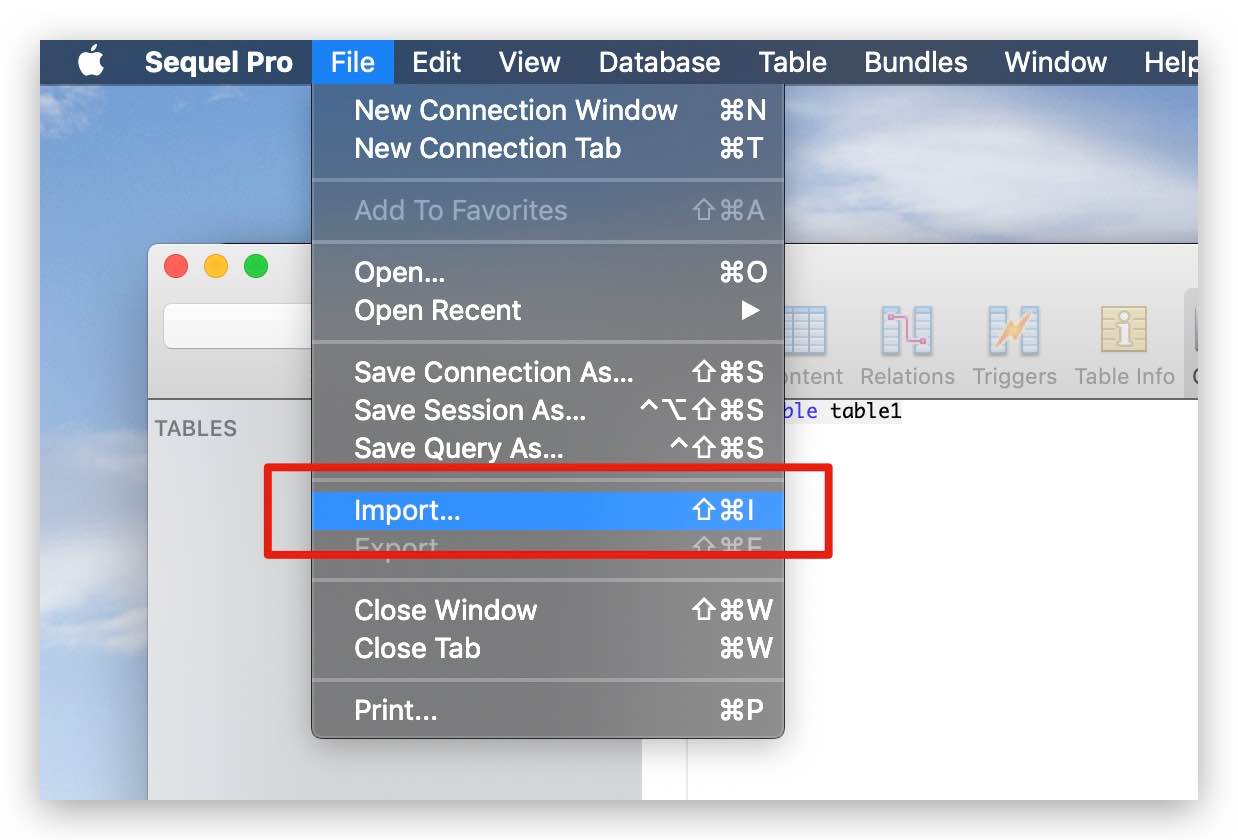 Sequel Pro File Edit View Database Table Bundles Window Help
New Connection Window ⌘N
New Connection Tab ⌘T
Add To Favorites ⇧⌘A
Open... ⌘O
Open Recent ▶
Save Connection As... ⇧⌘S
Save Session As... ^⌥⇧⌘S
Save Query As... ^⇧⌘S
Import... ⇧⌘I
Export ⇧⌘E
Close Window ⇧⌘W
Close Tab ⌘W
Print... ⌘P
ntent Relations Triggers Table Info
TABLES
ble table1